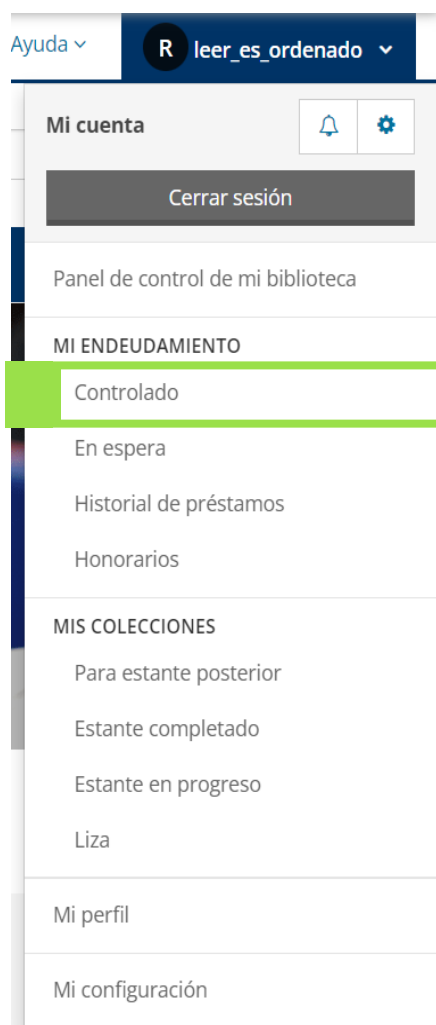 Ayuda
R leer_es_ordenado
Mi cuenta
Cerrar sesión
Panel de control de mi biblioteca
MI ENDEUDAMIENTO
Controlado
En espera
Historial de préstamos
Honorarios
MIS COLECCIONES
Para estante posterior
Estante completado
Estante en progreso
Liza
Mi perfil
Mi configuración